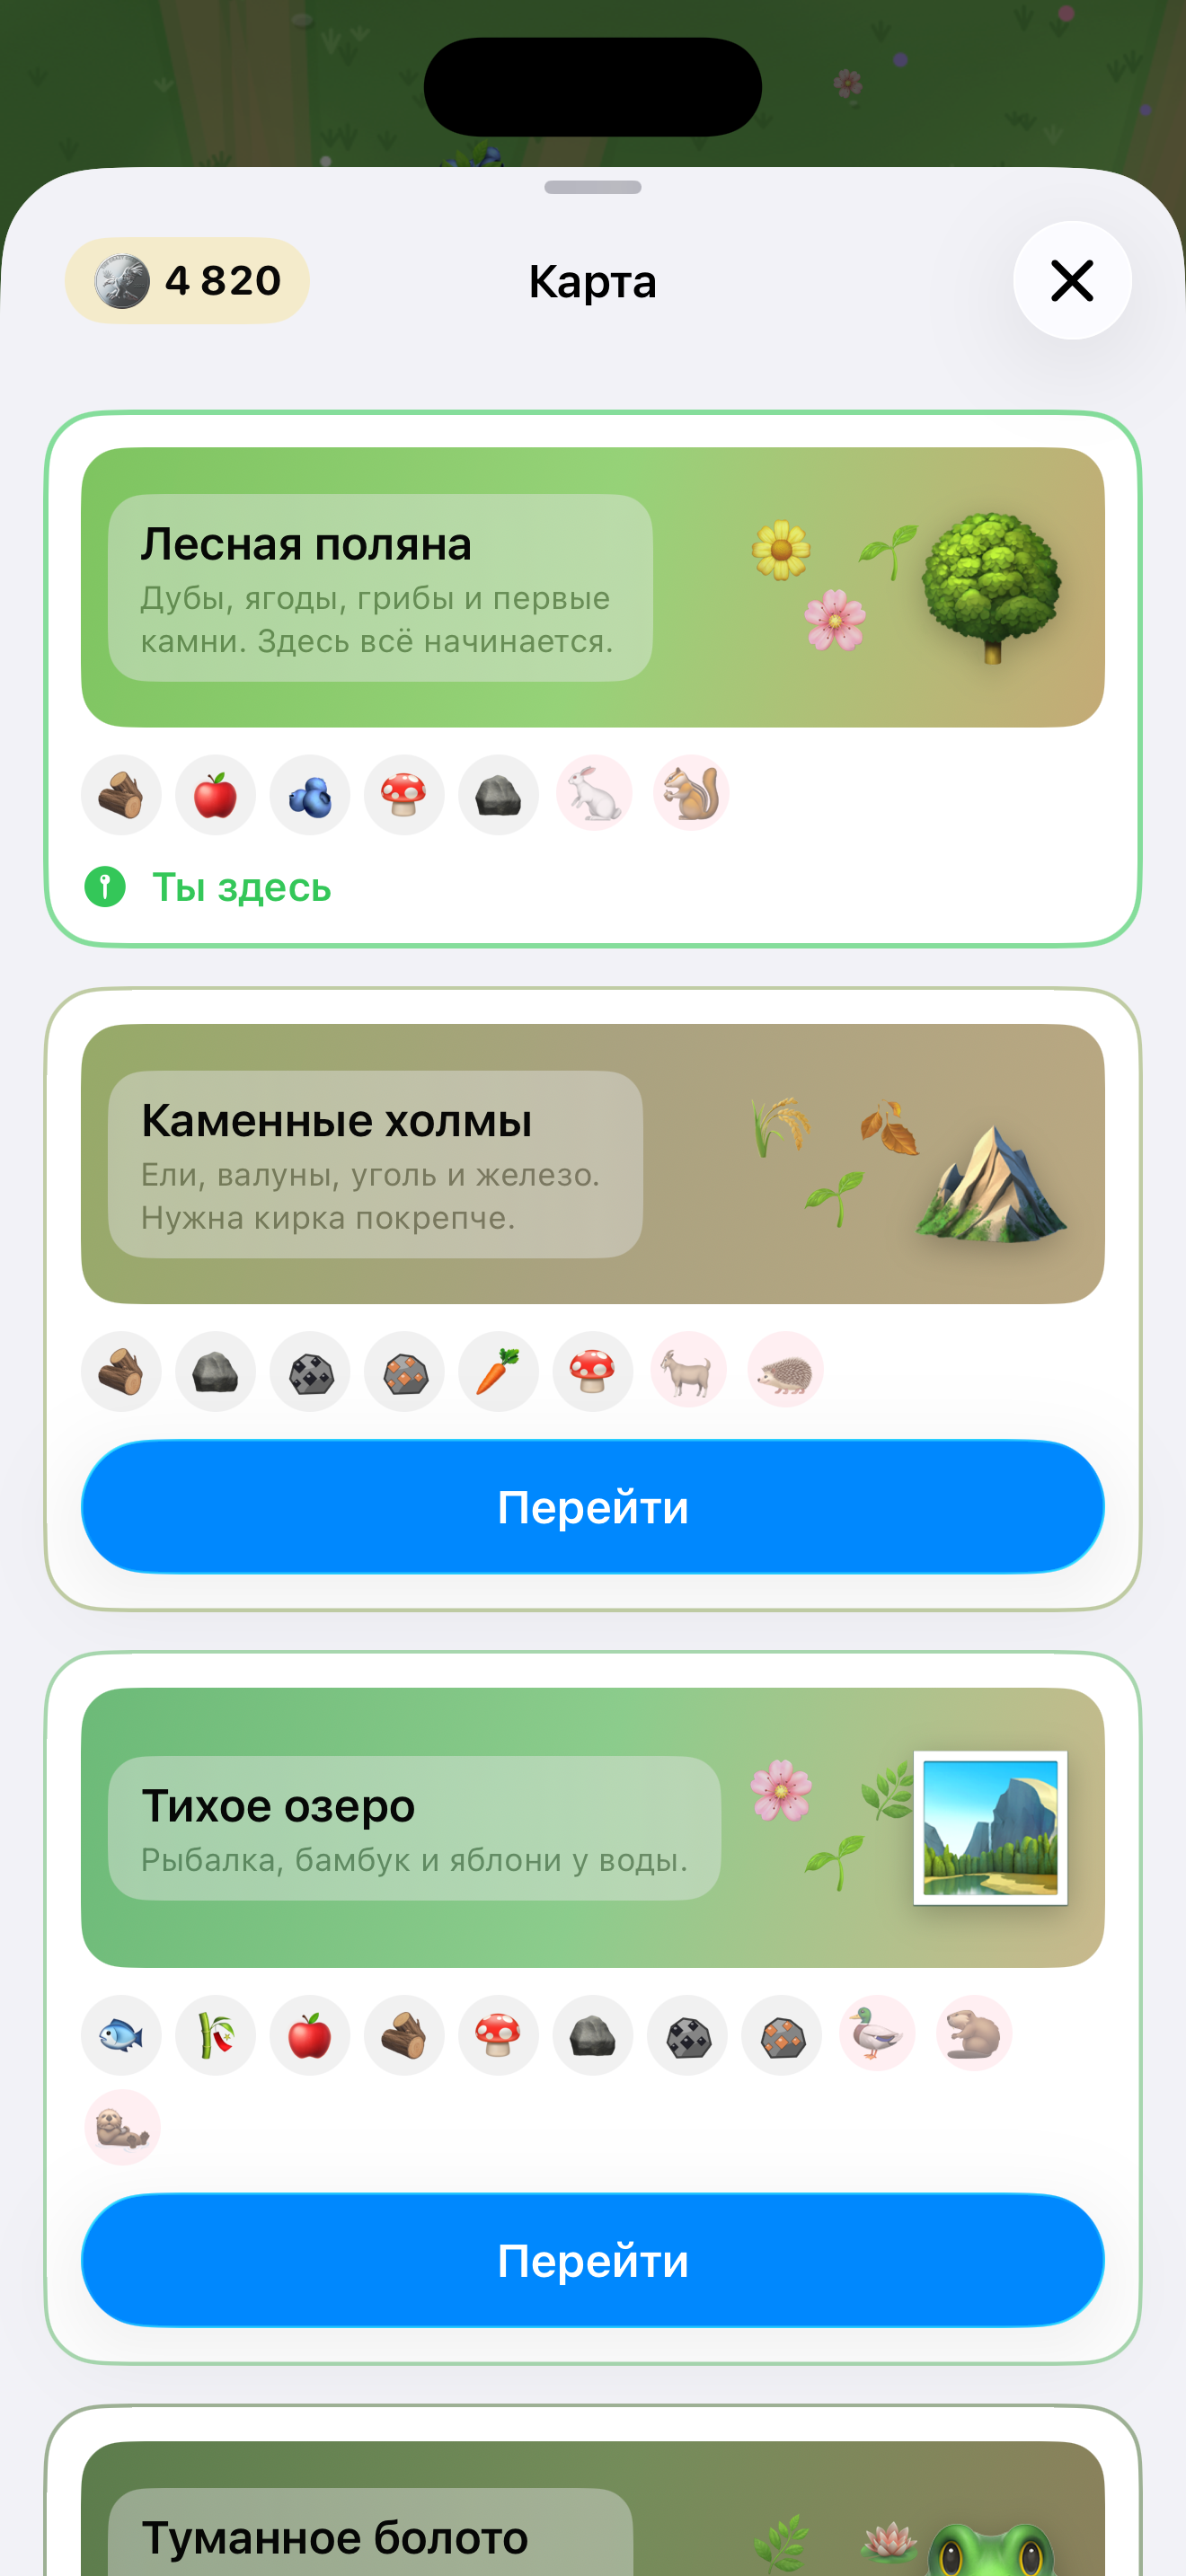 4 820
Карта
Лесная поляна
Дубы, ягоды, грибы и первые
камни. Здесь всё начинается.
Ты здесь
Каменные холмы
Ели, валуны, уголь и железо.
Нужна кирка покрепче.
Перейти
Тихое озеро
Рыбалка, бамбук и яблони у воды.
Перейти
Туманное болото